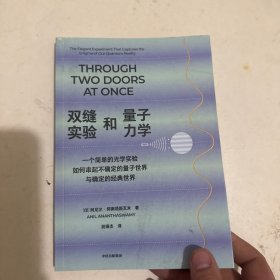 The Elegant Experiment That Captures the
Enigma of Our Quantum Reality
THROUGH
TWO DOORS
AT ONCE
双缝
实验
和
量子
力学
一个简单的光学实验
如何串起不确定的量子世界
与确定的经典世界
阿尼尔·阿南塔斯瓦米 著
ANIL ANANTHASWAMY
译
中信出版集团